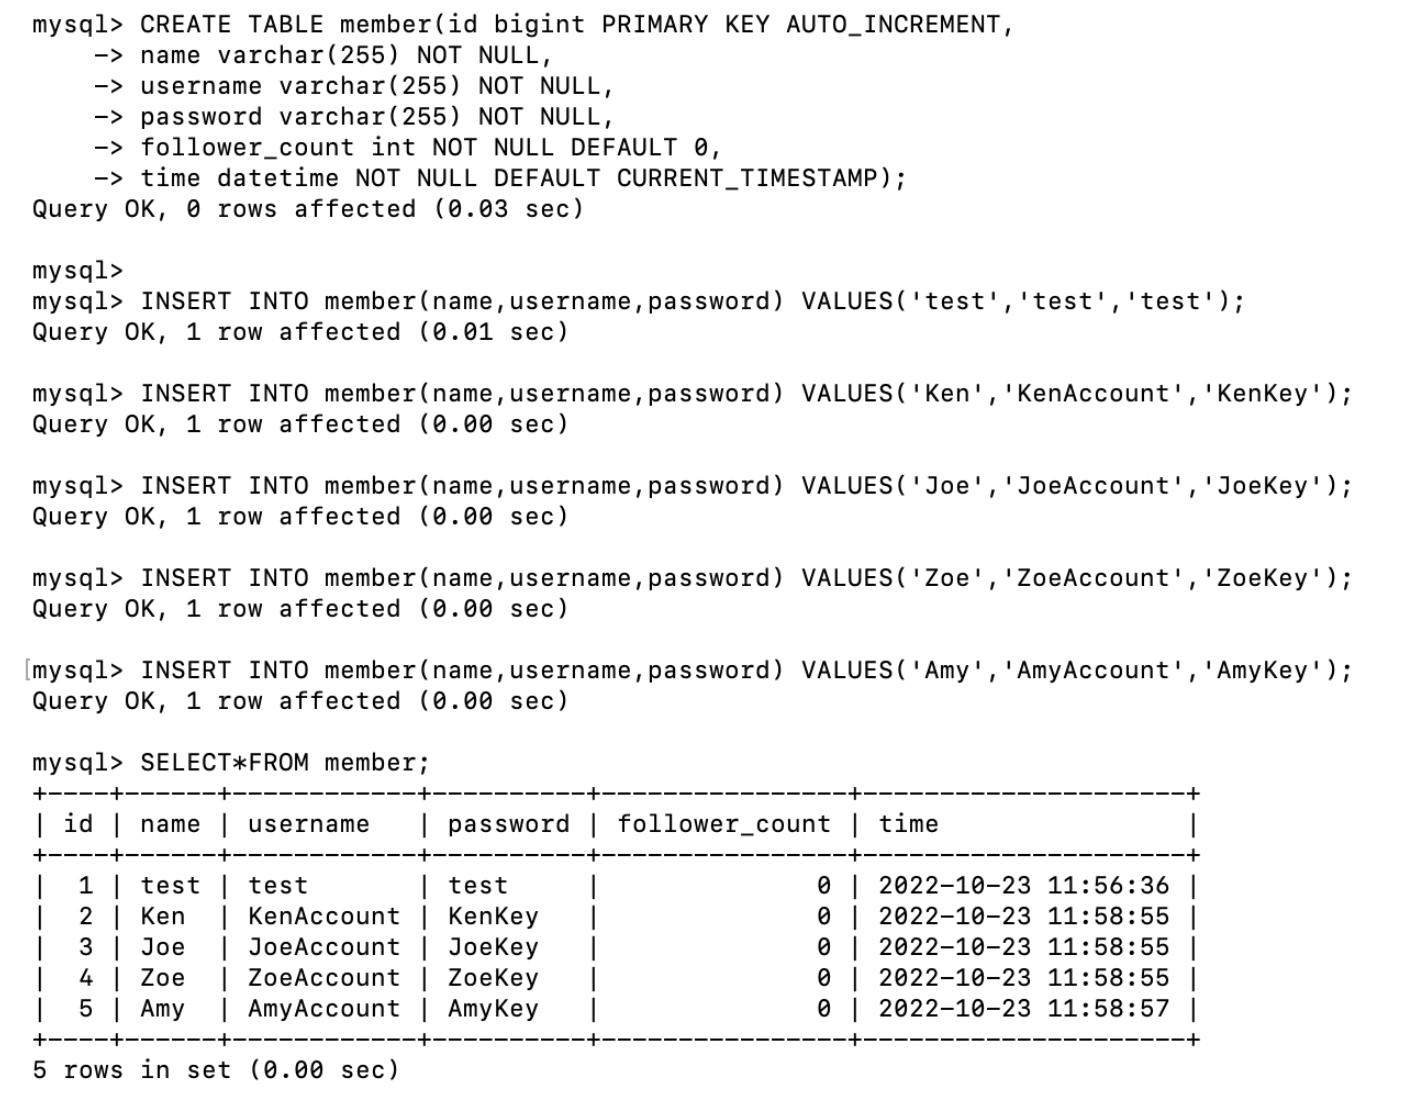 mysql> CREATE TABLE member(id bigint PRIMARY KEY AUTO_INCREMENT,
    -> name varchar(255) NOT NULL,
    -> username varchar(255) NOT NULL,
    -> password varchar(255) NOT NULL,
    -> follower_count int NOT NULL DEFAULT 0,
    -> time datetime NOT NULL DEFAULT CURRENT_TIMESTAMP);
Query OK, 0 rows affected (0.03 sec)

mysql>
mysql> INSERT INTO member(name,username,password) VALUES('test','test','test');
Query OK, 1 row affected (0.01 sec)

mysql> INSERT INTO member(name,username,password) VALUES('Ken','KenAccount','KenKey');
Query OK, 1 row affected (0.00 sec)

mysql> INSERT INTO member(name,username,password) VALUES('Joe','JoeAccount','JoeKey');
Query OK, 1 row affected (0.00 sec)

mysql> INSERT INTO member(name,username,password) VALUES('Zoe','ZoeAccount','ZoeKey');
Query OK, 1 row affected (0.00 sec)

[mysql> INSERT INTO member(name,username,password) VALUES('Amy','AmyAccount','AmyKey');
Query OK, 1 row affected (0.00 sec)

mysql> SELECT*FROM member;
+----+------+------------+----------+----------------+---------------------+
| id | name | username   | password | follower_count | time                |
+----+------+------------+----------+----------------+---------------------+
|  1 | test | test       | test     |              0 | 2022-10-23 11:56:36 |
|  2 | Ken  | KenAccount | KenKey   |              0 | 2022-10-23 11:58:55 |
|  3 | Joe  | JoeAccount | JoeKey   |              0 | 2022-10-23 11:58:55 |
|  4 | Zoe  | ZoeAccount | ZoeKey   |              0 | 2022-10-23 11:58:55 |
|  5 | Amy  | AmyAccount | AmyKey   |              0 | 2022-10-23 11:58:57 |
+----+------+------------+----------+----------------+---------------------+
5 rows in set (0.00 sec)